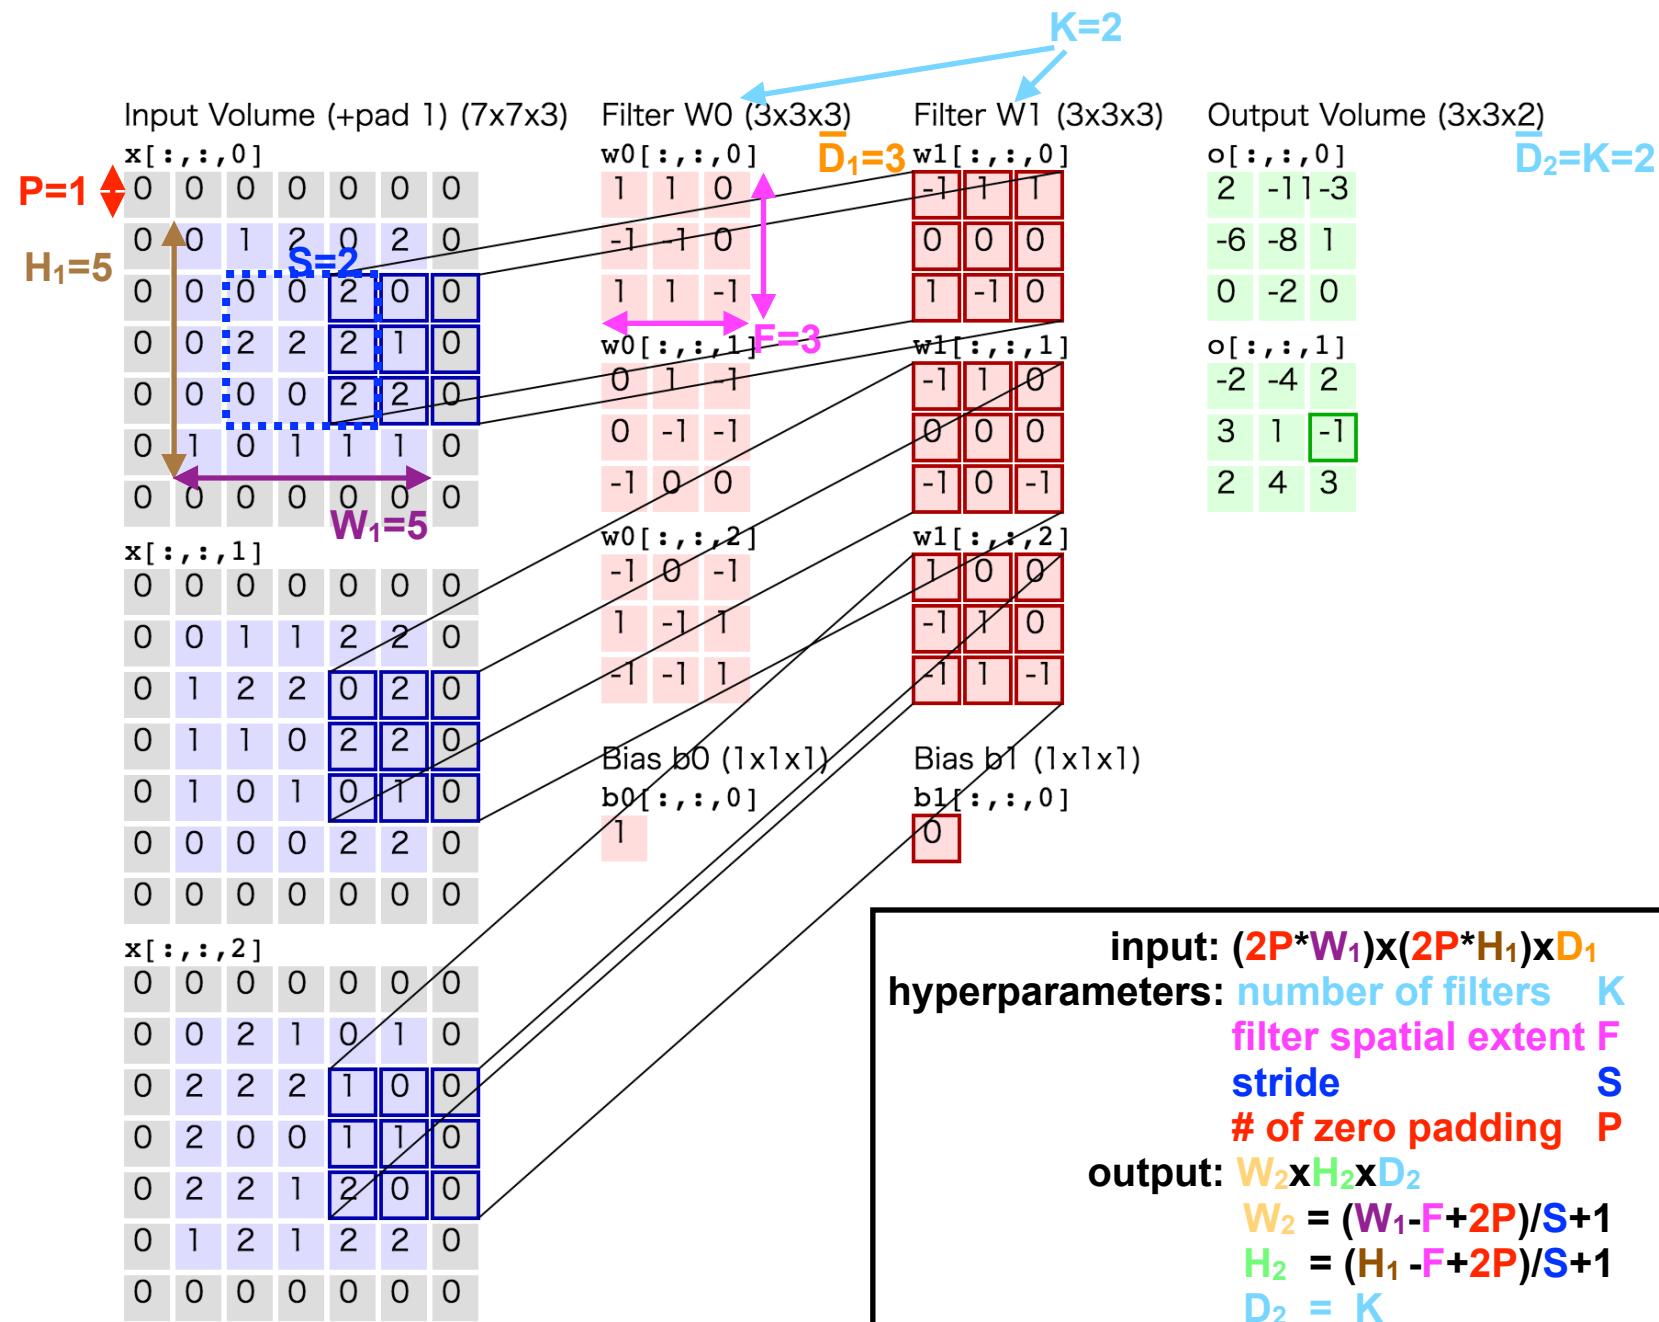 K=2
Input Volume (+pad 1) (7x7x3)
x[:,:,0]
P=1
0 0 0 0 0 0 0
0 0 1 2 0 2 0
H1=5
S=2
0 0 0 0 2 0 0
0 0 2 2 2 1 0
0 0 0 0 2 2 0
0 1 0 1 1 1 0
0 0 0 0 0 0 0
W1=5
x[:,:,1]
0 0 0 0 0 0 0
0 0 1 1 2 2 0
0 1 2 2 0 2 0
0 1 1 0 2 2 0
0 1 0 1 0 1 0
0 0 0 0 2 2 0
0 0 0 0 0 0 0
x[:,:,2]
0 0 0 0 0 0 0
0 0 2 1 0 1 0
0 2 2 2 1 0 0
0 2 0 0 1 1 0
0 2 2 1 2 0 0
0 1 2 1 2 2 0
0 0 0 0 0 0 0
Filter W0 (3x3x3)
D1=3
w0[:,:,0]
1 1 0
-1 -1 0
1 1 -1
F=3
w0[:,:,1]
0 1 -1
0 -1 -1
-1 0 0
w0[:,:,2]
-1 0 -1
1 -1 1
-1 -1 1
Bias b0 (1x1x1)
b0[:,:,0]
1
Filter W1 (3x3x3)
w1[:,:,0]
-1 1 1
0 0 0
1 -1 0
w1[:,:,1]
-1 1 0
0 0 0
-1 0 -1
w1[:,:,2]
1 0 0
-1 1 0
-1 1 -1
Bias b1 (1x1x1)
b1[:,:,0]
0
Output Volume (3x3x2)
D2=K=2
o[:,:,0]
2 -11 -3
-6 -8 1
0 -2 0
o[:,:,1]
-2 -4 2
3 1 -1
2 4 3
input: (2P*W1)x(2P*H1)xD1
hyperparameters: number of filters K
filter spatial extent F
stride S
# of zero padding P
output: W2xH2xD2
W2 = (W1-F+2P)/S+1
H2 = (H1 -F+2P)/S+1
D2 = K